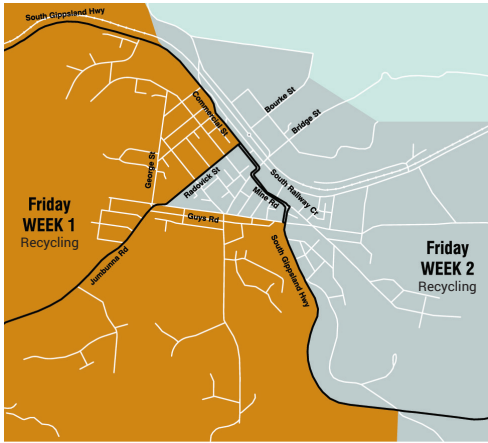 South Gippsland Hwy
Bourke St
Commercial St
Bridge St
George St
Radovick St
South Railway Cr
Mine Rd
Friday
WEEK 1
Recycling
Guys Rd
Jumbunna Rd
South Gippsland Hwy
Friday
WEEK 2
Recycling